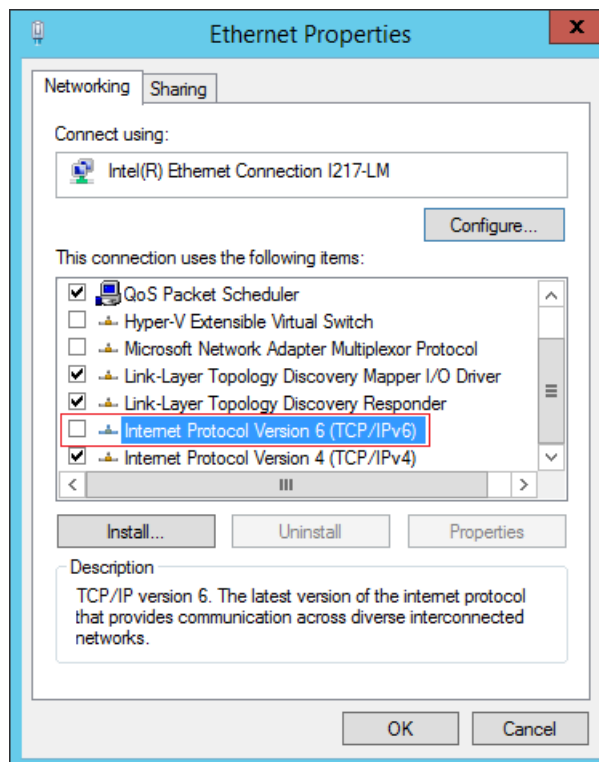 Ethernet Properties
x
Networking
Sharing
Connect using:
Intel(R) Ethernet Connection I217-LM
Configure...
This connection uses the following items:
QoS Packet Scheduler
Hyper-V Extensible Virtual Switch
Microsoft Network Adapter Multiplexor Protocol
Link-Layer Topology Discovery Mapper I/O Driver
Link-Layer Topology Discovery Responder
Internet Protocol Version 6 (TCP/IPv6)
Internet Protocol Version 4 (TCP/IPv4)
Install...
Uninstall
Properties
Description
TCP/IP version 6. The latest version of the internet protocol
that provides communication across diverse interconnected
networks.
OK
Cancel